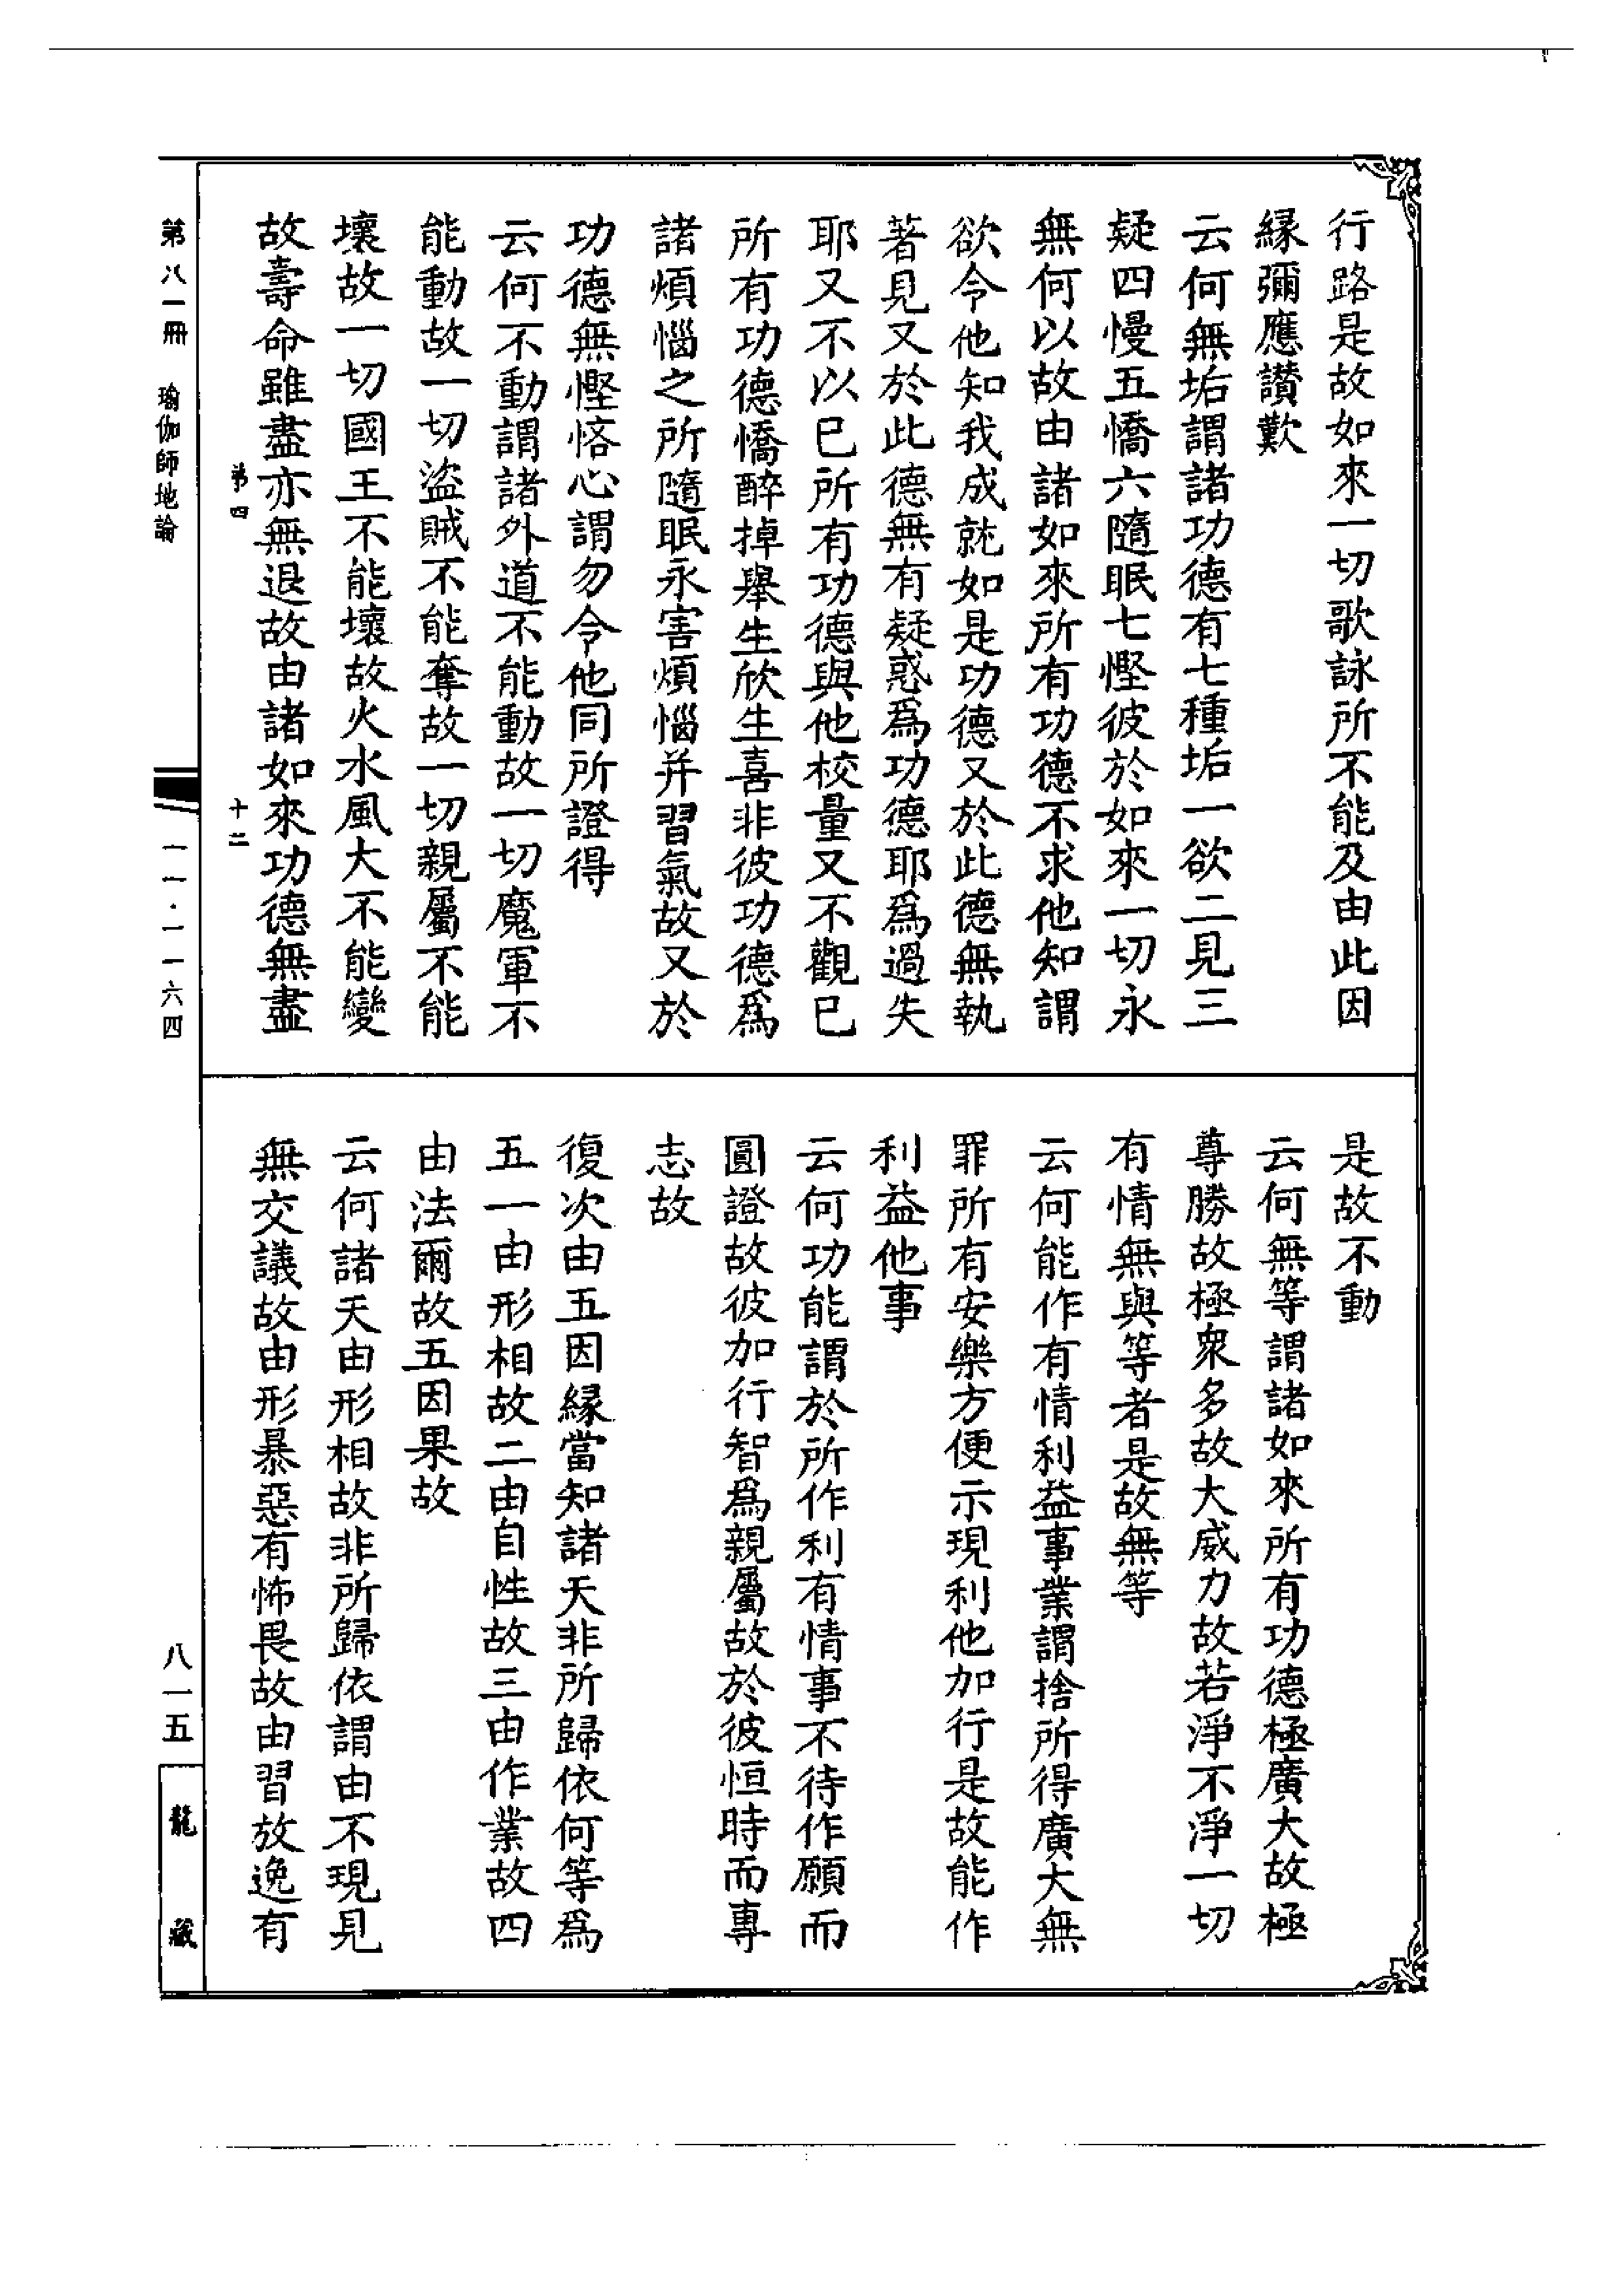 行路是故如來一切歌詠所不能及由此因
緣彌應讃歎
云何無垢謂諸功德有七種垢一欲二見三
疑四慢五憍六隨眠七慳彼於如來一切永
無何以故由諸如來所有功德不求他知謂
欲令他知我成就如是功德又於此德無執
著見又於此德無有疑惑爲功德耶爲過失
耶又不以已所有功德與他校量又不觀已
所有功德憍醉掉舉生欣生喜非彼功德爲
諸煩惱之所隨眠永害煩惱并習氣故又於
功德無慳悋心謂勿令他同所證得
云何不動謂諸外道不能動故一切魔軍不
能動故一切盜賊不能奪故一切親屬不能
壞故一切國王不能壞故火水風大不能變
故壽命雖盡亦無退故由諸如來功德無盡
是故不動
云何無等謂諸如來所有功德極廣大故極
尊勝故極衆多故大威力故若淨不淨一切
有情無與等者是故無等
云何能作有情利益事業謂捨所得廣大無
罪所有安樂方便示現利他加行是故能作
利益他事
云何功能謂於所作利有情事不待作願而
圓證故彼加行智爲親屬故於彼恒時而專
志故
復次由五因緣當知諸天非所歸依何等爲
五一由形相故二由自性故三由作業故四
由法爾故五因果故
云何諸天由形相故非所歸依謂由不現見
無交議故由形暴惡有怖畏故由習放逸有
第四 十二
第八一冊 瑜伽師地論 一一·一一六四 八一五
龍藏